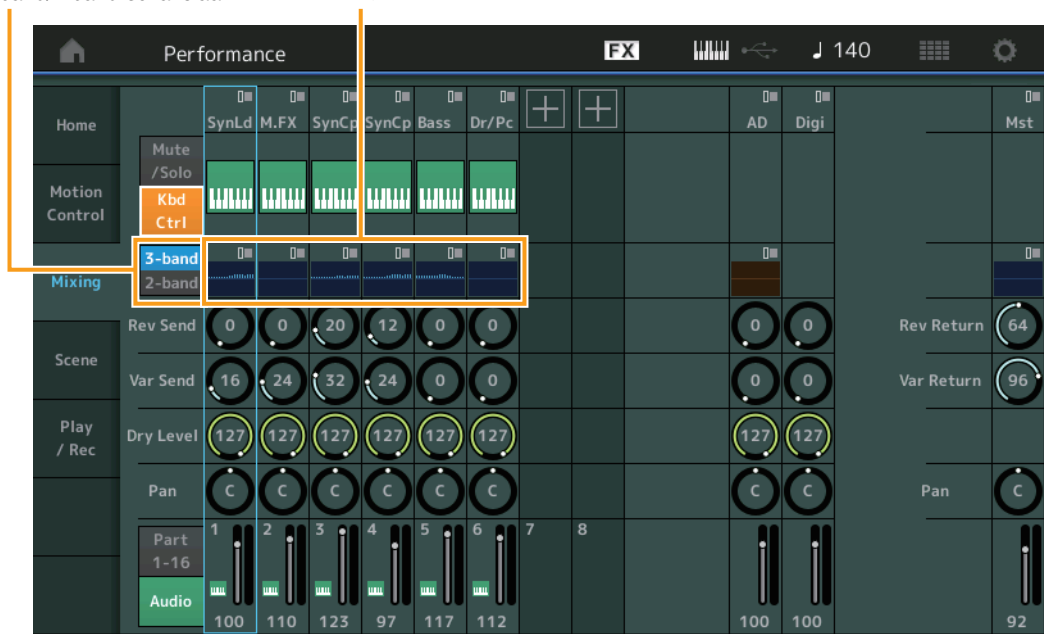 Performance FX 140
SynLd M.FX SynCp SynCp Bass Dr/Pc AD Digi Mst
Home
Mute
/Solo
Motion
Control
Kbd
Ctrl
3-band
2-band
Mixing
Rev Send 0 0 20 12 0 0 0 0 Rev Return 64
Scene
Var Send 16 24 32 24 0 0 0 0 Var Return 96
Play
/ Rec
Dry Level 127 127 127 127 127 127 127 127
Pan C C C C C C C C Pan C
1 2 3 4 5 6 7 8
Part
1-16
Audio
100 110 123 97 117 112 100 100 92